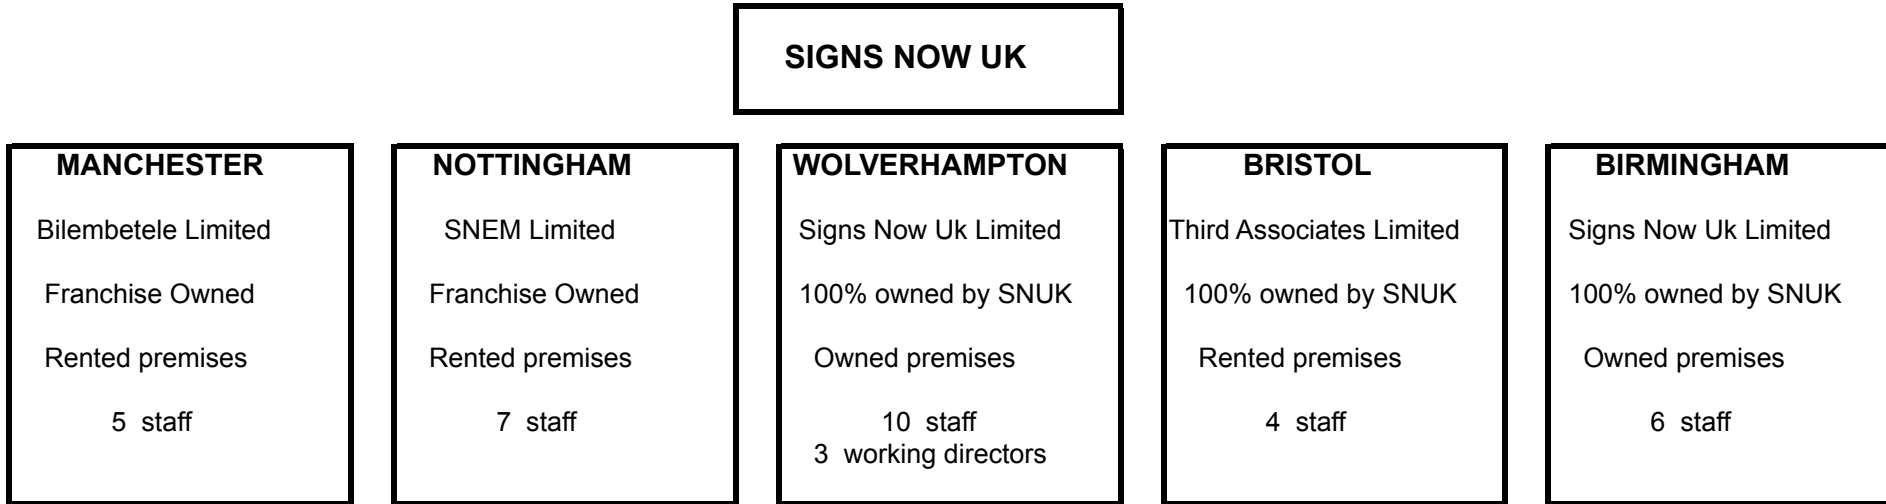 SIGNS NOW UK
MANCHESTER
Bilembetele Limited
Franchise Owned
Rented premises
5 staff
NOTTINGHAM
SNEM Limited
Franchise Owned
Rented premises
7 staff
WOLVERHAMPTON
Signs Now Uk Limited
100% owned by SNUK
Owned premises
10 staff
3 working directors
BRISTOL
Third Associates Limited
100% owned by SNUK
Rented premises
4 staff
BIRMINGHAM
Signs Now Uk Limited
100% owned by SNUK
Owned premises
6 staff